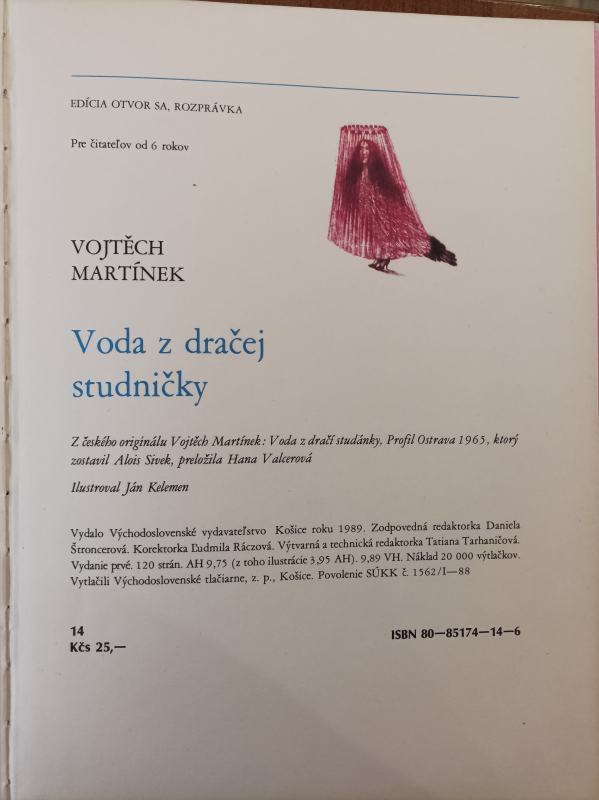 EDÍCIA OTVOR SA, ROZPRÁVKA
Pre čitateľov od 6 rokov
VOJTĚCH
MARTÍNEK
Voda z dračej
studničky
Z českého originálu Vojtěch Martínek: Voda z dračí studánky, Profil Ostrava 1965, ktorý
zostavil Alois Sivek, preložila Hana Valcerová
Ilustroval Ján Kelemen
Vydalo Východoslovenské vydavateľstvo Košice roku 1989. Zodpovedná redaktorka Daniela
Štroncerová. Korektorka Ľudmila Ráczová. Výtvarná a technická redaktorka Tatiana Tarhaničová.
Vydanie prvé. 120 strán. AH 9,75 (z toho ilustrácie 3,95 AH). 9,89 VH. Náklad 20 000 výtlačkov.
Vytlačili Východoslovenské tlačiarne, z. p., Košice. Povolenie SÚKK č. 1562/I—88
14
Kčs 25,—
ISBN 80—85174—14—6